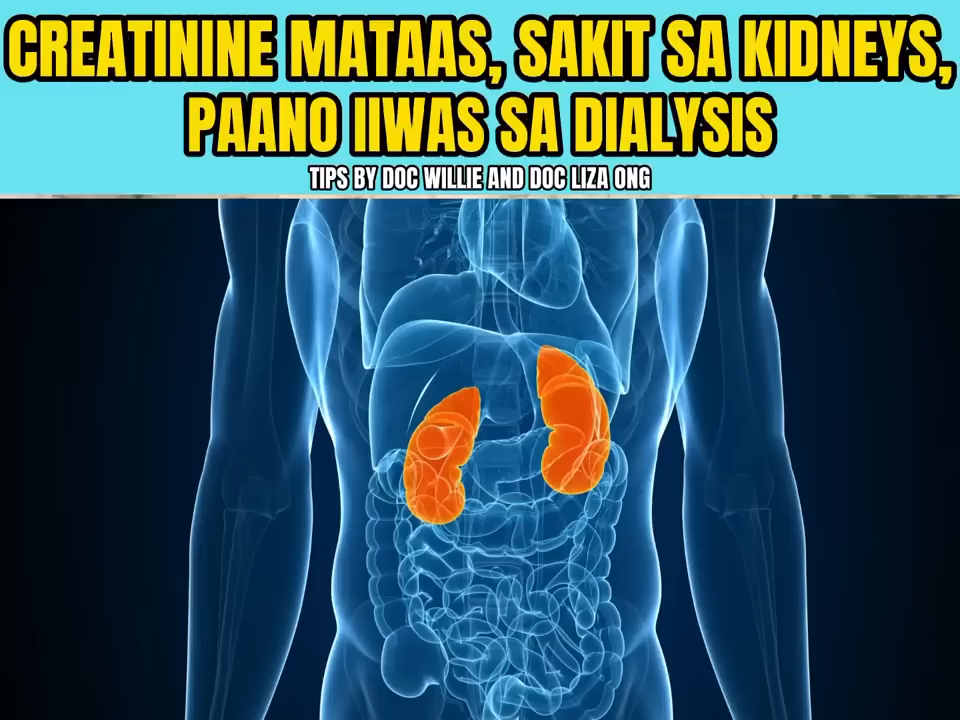 CREATININE MATAAS, SAKIT SA KIDNEYS,
PAANO IIWAS SA DIALYSIS
TIPS BY DOC WILLIE AND DOC LIZA ONG